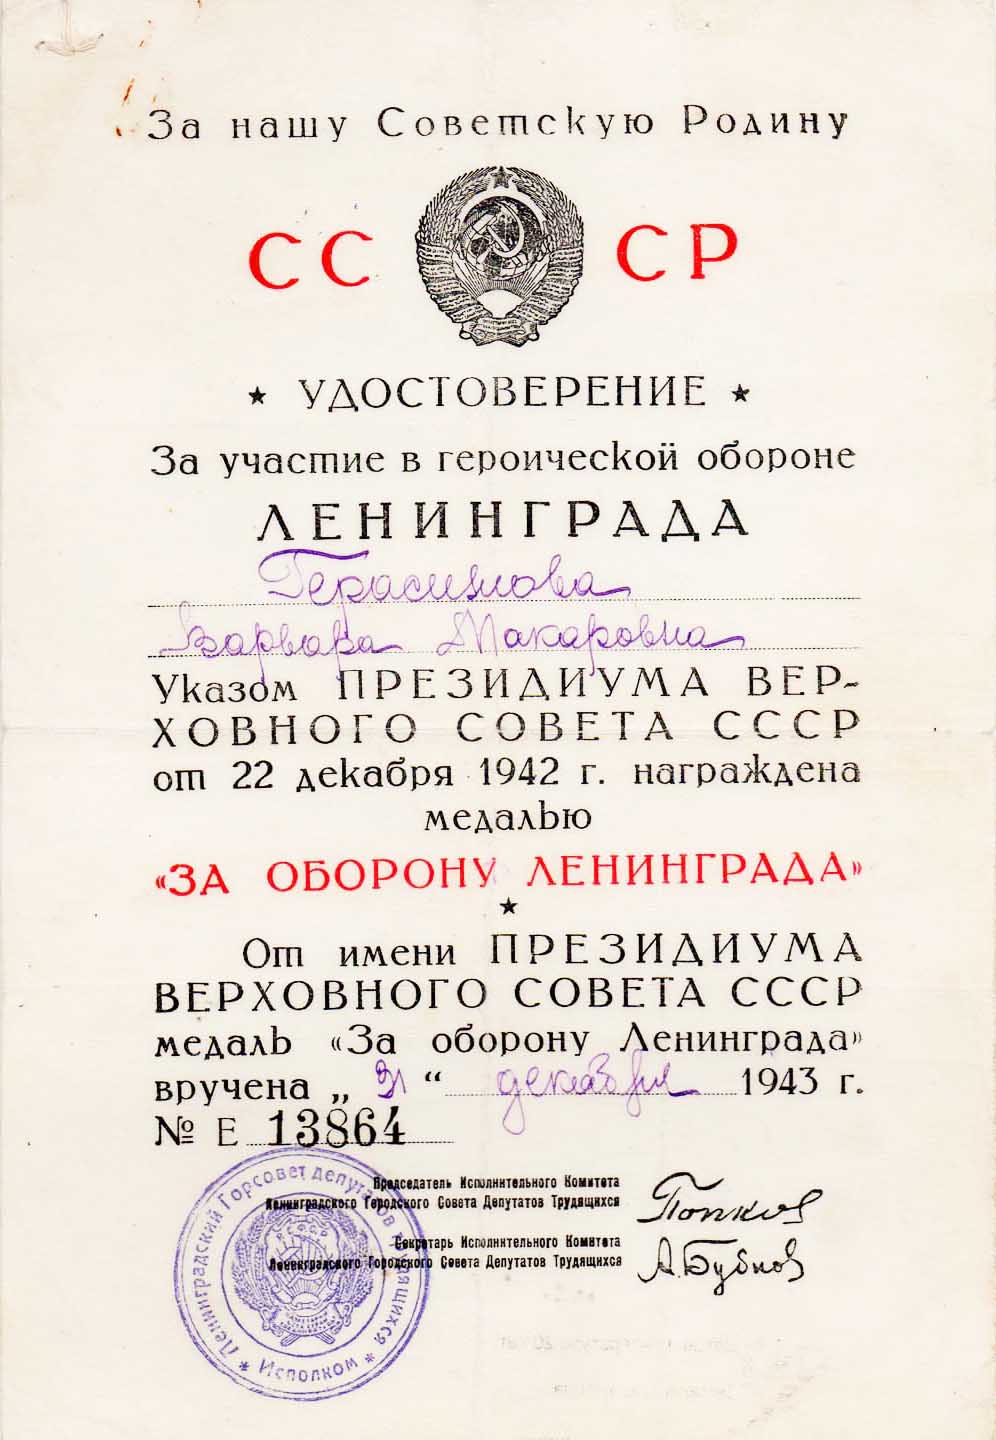 За нашу Советскую Родину
СС СР
★ УДОСТОВЕРЕНИЕ ★
За участие в героической обороне
ЛЕНИНГРАДА
Герасимова
Варвара Макаровна
Указом ПРЕЗИДИУМА ВЕР-
ХОВНОГО СОВЕТА СССР
от 22 декабря 1942 г. награждена
медалью
«ЗА ОБОРОНУ ЛЕНИНГРАДА»
★
От имени ПРЕЗИДИУМА
ВЕРХОВНОГО СОВЕТА СССР
медаль «За оборону Ленинграда»
вручена „ 31 “ декабря 1943 г.
№ Е 13864
Председатель Исполнительного Комитета
Ленинградского Городского Совета Депутатов Трудящихся
Попков
Секретарь Исполнительного Комитета
Ленинградского Городского Совета Депутатов Трудящихся
А. Бубнов
Ленинградский Горсовет депутатов трудящихся
* Исполком *
РСФСР